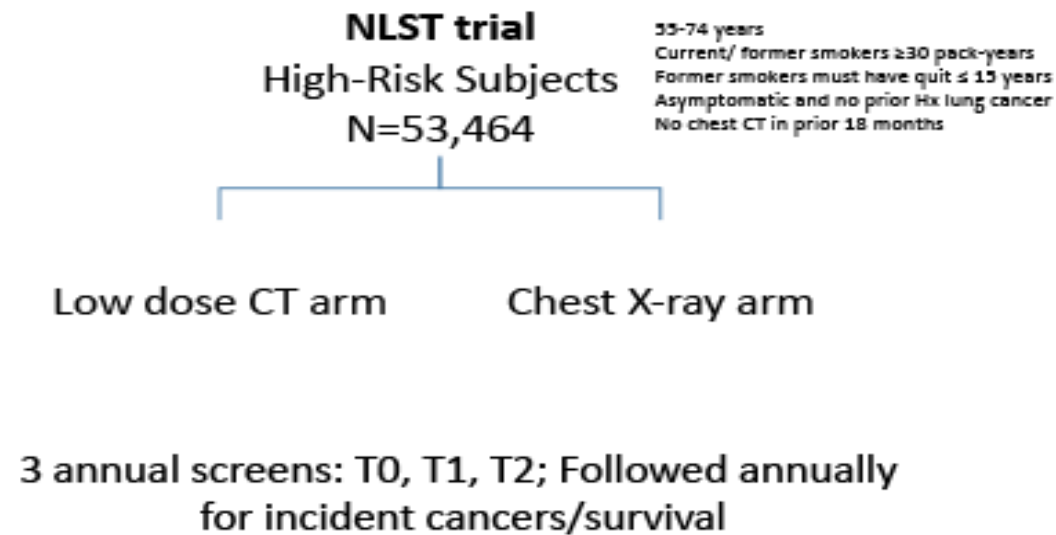 NLST trial
High-Risk Subjects
N=53,464
55-74 years
Current/ former smokers ≥30 pack-years
Former smokers must have quit ≤ 15 years
Asymptomatic and no prior Hx lung cancer
No chest CT in prior 18 months
Low dose CT arm
Chest X-ray arm
3 annual screens: T0, T1, T2; Followed annually
for incident cancers/survival